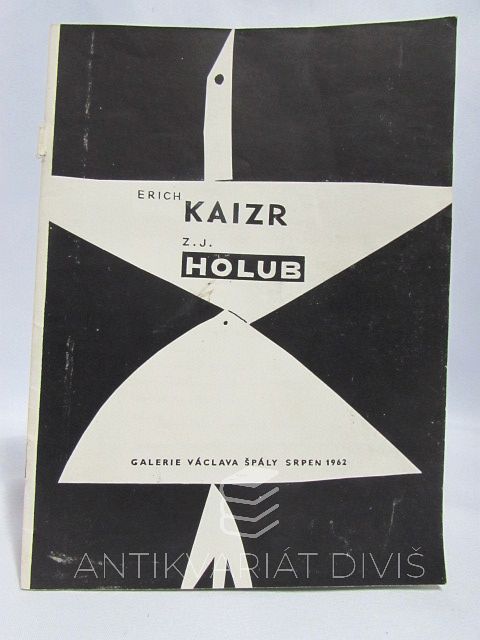 ERICH
KAIZR
Z.J.
HOLUB
GALERIE VÁCLAVA ŠPÁLY SRPEN 1962
ANTIKVARIÁT DIVIŠ